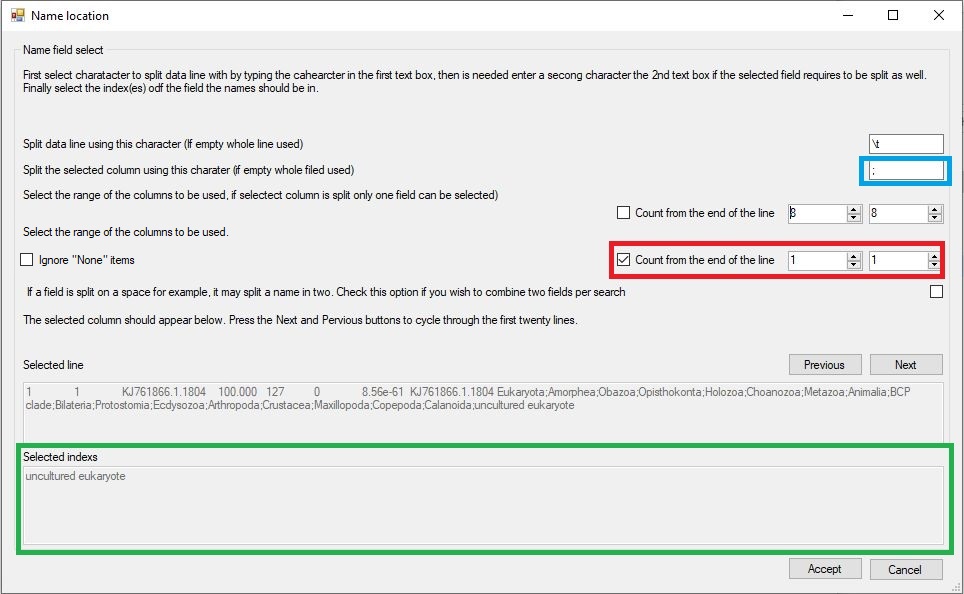 Name location
Name field select
First select charatacter to split data line with by typing the cahearcter in the first text box, then is needed enter a secong character the 2nd text box if the selected field requires to be split as well.
Finally select the index(es) odf the field the names should be in.
Split data line using this character (If empty whole line used)
\t
Split the selected column using this charater (if empty whole filed used)
;
Select the range of the columns to be used, if selectect column is split only one field can be selected)
Count from the end of the line 8 8
Select the range of the columns to be used.
Ignore "None" items Count from the end of the line 1 1
If a field is split on a space for example, it may split a name in two. Check this option if you wish to combine two fields per search
The selected column should appear below. Press the Next and Pervious buttons to cycle through the first twenty lines.
Selected line Previous Next
1 1 KJ761866.1.1804 100.000 127 0 8.56e-61 KJ761866.1.1804 Eukaryota;Amorphea;Obazoa;Opisthokonta;Holozoa;Choanozoa;Metazoa;Animalia;BCP
clade;Bilateria;Protostomia;Ecdysozoa;Arthropoda;Crustacea;Maxillopoda;Copepoda;Calanoida;uncultured eukaryote
Selected indexs
uncultured eukaryote
Accept Cancel